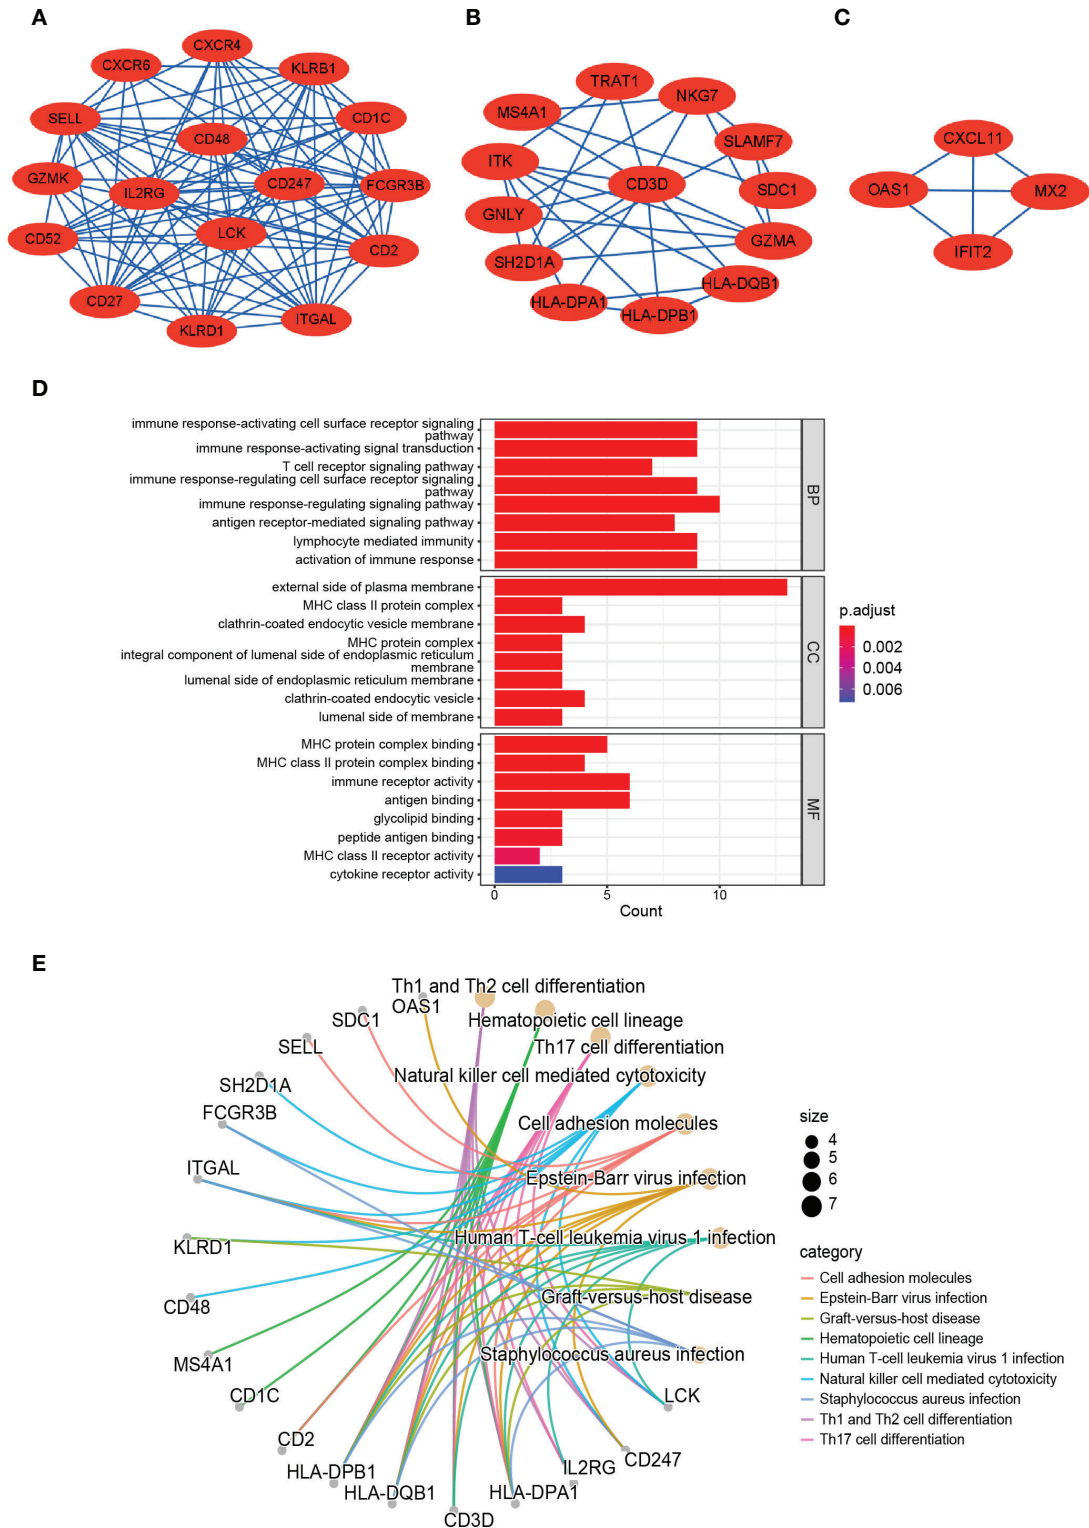 A
B
C
CXCR4
CXCR6
KLRB1
SELL
CD1C
CD48
GZMK
IL2RG
CD247
FCGR3B
CD52
LCK
CD2
CD27
KLRD1
ITGAL
TRAT1
MS4A1
NKG7
SLAMF7
ITK
CD3D
SDC1
GNLY
GZMA
SH2D1A
HLA-DPA1
HLA-DQB1
HLA-DPB1
CXCL11
OAS1
MX2
IFIT2
D
immune response-activating cell surface receptor signaling
pathway
immune response-activating signal transduction
T cell receptor signaling pathway
immune response-regulating cell surface receptor signaling
pathway
immune response-regulating signaling pathway
antigen receptor-mediated signaling pathway
lymphocyte mediated immunity
activation of immune response
BP
external side of plasma membrane
MHC class II protein complex
clathrin-coated endocytic vesicle membrane
MHC protein complex
integral component of lumenal side of endoplasmic reticulum
membrane
lumenal side of endoplasmic reticulum membrane
clathrin-coated endocytic vesicle
lumenal side of membrane
CC
MHC protein complex binding
MHC class II protein complex binding
immune receptor activity
antigen binding
glycolipid binding
peptide antigen binding
MHC class II receptor activity
cytokine receptor activity
MF
0
5
10
Count
p.adjust
0.002
0.004
0.006
E
Th1 and Th2 cell differentiation
OAS1
Hematopoietic cell lineage
SDC1
Th17 cell differentiation
SELL
Natural killer cell mediated cytotoxicity
SH2D1A
FCGR3B
Cell adhesion molecules
ITGAL
Epstein-Barr virus infection
KLRD1
Human T-cell leukemia virus 1 infection
CD48
Graft-versus-host disease
MS4A1
Staphylococcus aureus infection
CD1C
LCK
CD2
HLA-DPB1
HLA-DQB1
CD3D
HLA-DPA1
IL2RG
CD247
size
4
5
6
7
category
Cell adhesion molecules
Epstein-Barr virus infection
Graft-versus-host disease
Hematopoietic cell lineage
Human T-cell leukemia virus 1 infection
Natural killer cell mediated cytotoxicity
Staphylococcus aureus infection
Th1 and Th2 cell differentiation
Th17 cell differentiation